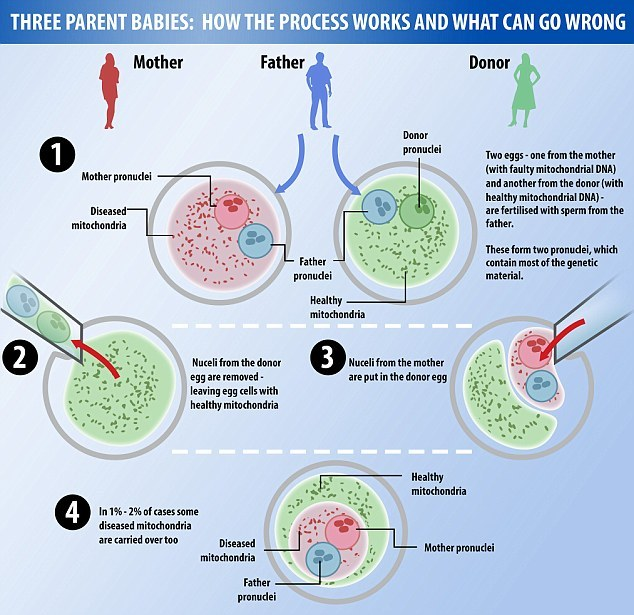 THREE PARENT BABIES: HOW THE PROCESS WORKS AND WHAT CAN GO WRONG
Mother
Father
Donor
1
Mother pronuclei
Diseased
mitochondria
Donor
pronuclei
Father
pronuclei
Healthy
mitochondria
Two eggs - one from the mother
(with faulty mitochondrial DNA)
and another from the donor (with
healthy mitochondrial DNA) -
are fertilised with sperm from the
father.
These form two pronuclei, which
contain most of the genetic
material.
2
Nuceli from the donor
egg are removed -
leaving egg cells with
healthy mitochondria
3
Nuceli from the mother
are put in the donor egg
4
In 1% - 2% of cases some
diseased mitochondria
are carried over too
Healthy
mitochondria
Diseased
mitochondria
Mother pronuclei
Father
pronuclei